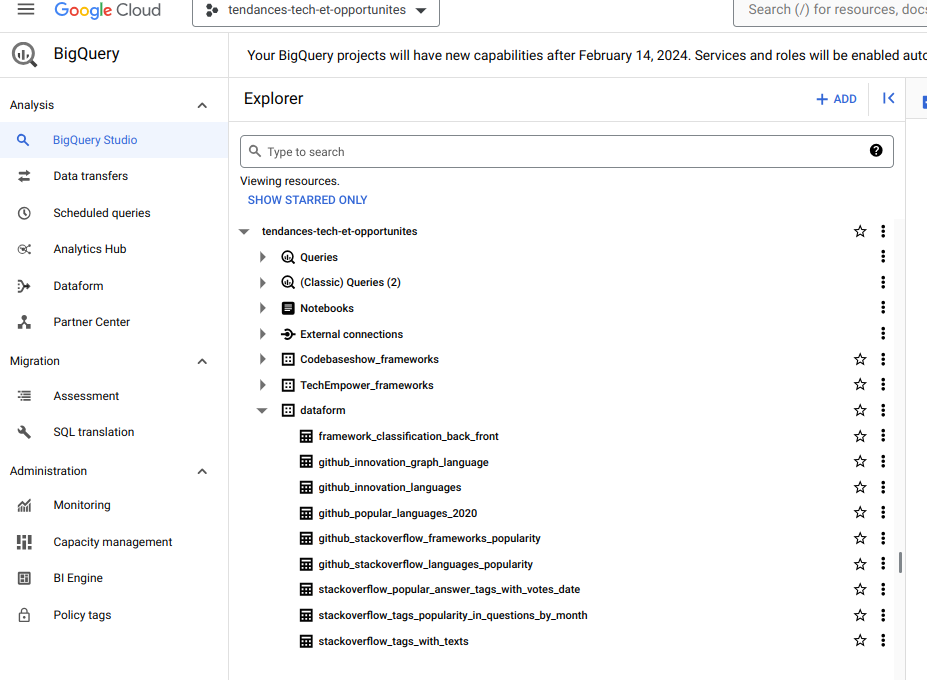 Google Cloud
tendances-tech-et-opportunites
Search (/) for resources, docs
BigQuery
Your BigQuery projects will have new capabilities after February 14, 2024. Services and roles will be enabled auto
Analysis
BigQuery Studio
Data transfers
Scheduled queries
Analytics Hub
Dataform
Partner Center
Migration
Assessment
SQL translation
Administration
Monitoring
Capacity management
BI Engine
Policy tags
Explorer
+ ADD
Type to search
Viewing resources.
SHOW STARRED ONLY
tendances-tech-et-opportunites
Queries
(Classic) Queries (2)
Notebooks
External connections
Codebaseshow_frameworks
TechEmpower_frameworks
dataform
framework_classification_back_front
github_innovation_graph_language
github_innovation_languages
github_popular_languages_2020
github_stackoverflow_frameworks_popularity
github_stackoverflow_languages_popularity
stackoverflow_popular_answer_tags_with_votes_date
stackoverflow_tags_popularity_in_questions_by_month
stackoverflow_tags_with_texts